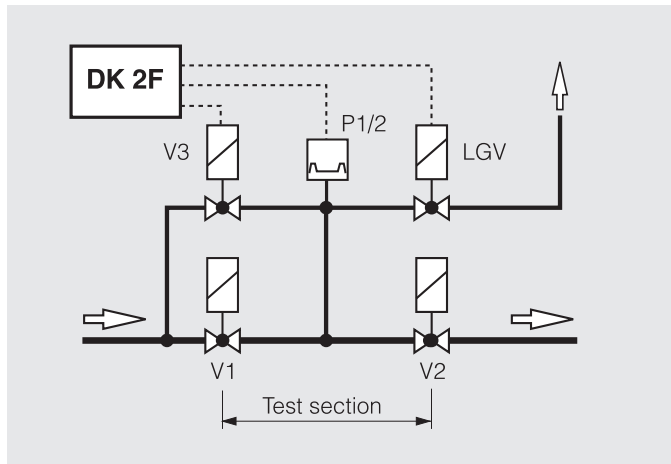 DK 2F
P1/2
V3
LGV
V1
V2
Test section